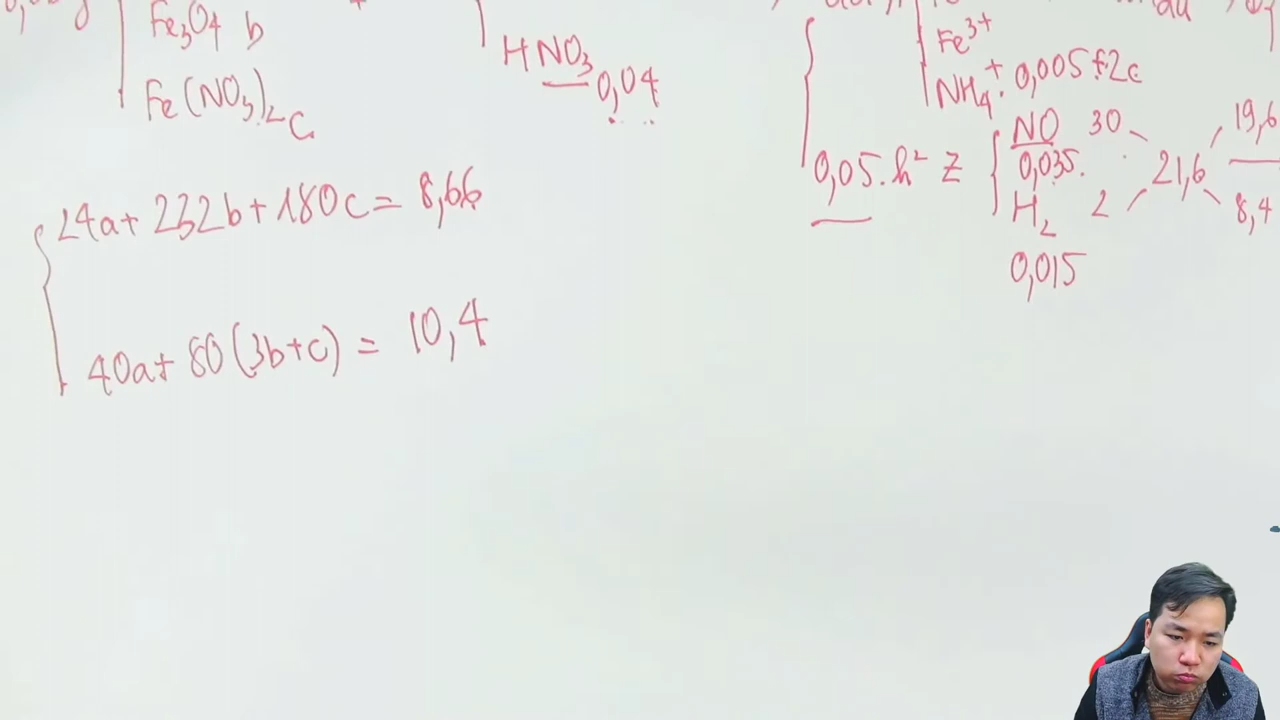 Fe₃O₄ b
Fe(NO₃)₂ c
HNO₃ 0,04
24a + 232b + 180c = 8,66
40a + 80(3b+c) = 10,4
Fe³⁺
NH₄⁺: 0,005+2c
0,05. h² Z
NO 30
0,035.
H₂ 2
0,015
21,6
19,6
8,4